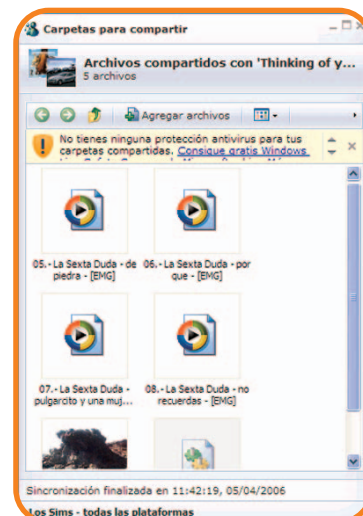 Carpetas para compartir
Archivos compartidos con 'Thinking of y...
5 archivos
Agregar archivos
No tienes ninguna protección antivirus para tus
carpetas compartidas. Consigue gratis Windows
05.-La Sexta Duda - de
piedra - [EMG]
06.-La Sexta Duda - por
que - [EMG]
07.-La Sexta Duda -
pulgarcito y una muj...
08.-La Sexta Duda - no
recuerdas - [EMG]
Sincronización finalizada en 11:42:19, 05/04/2006
Los Sims - todas las plataformas